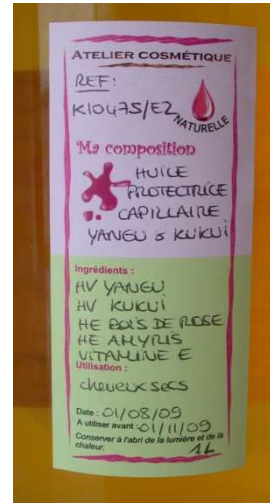 ATELIER COSMÉTIQUE
REF:
K10475/E2
NATURELLE
Ma composition
HUILE
PROTECTRICE
CAPILLAIRE
YANGU & KUKUI
Ingrédients :
HV YANGU
HV KUKUI
HE BOIS DE ROSE
HE AMYRIS
VITAMINE E
Utilisation :
cheveux secs
Date : 01/08/09
A utiliser avant : 01/11/09
Conserver à l'abri de la lumière et de la
chaleur. 1L